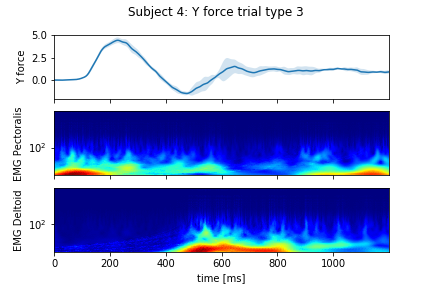 Subject 4: Y force trial type 3
5.0
2.5
0.0
Y force
10²
EMG Pectoralis
10²
EMG Deltoid
0 200 400 600 800 1000
time [ms]